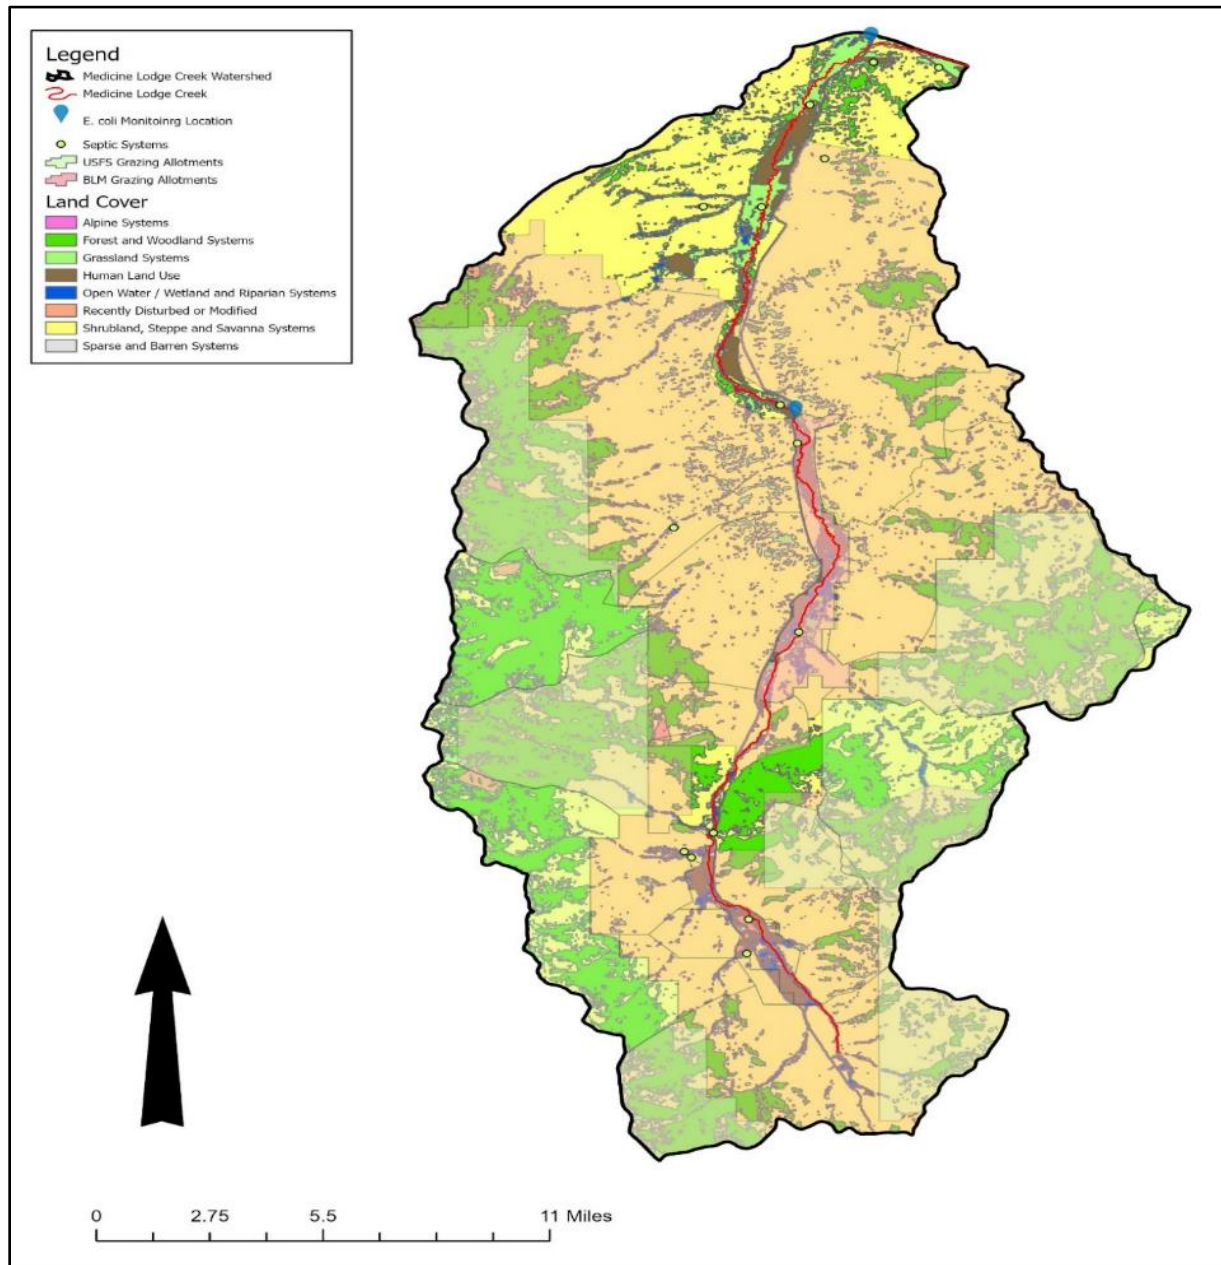 Legend
Medicine Lodge Creek Watershed
Medicine Lodge Creek
E. coli Monitoinrg Location
Septic Systems
USFS Grazing Allotments
BLM Grazing Allotments
Land Cover
Alpine Systems
Forest and Woodland Systems
Grassland Systems
Human Land Use
Open Water / Wetland and Riparian Systems
Recently Disturbed or Modified
Shrubland, Steppe and Savanna Systems
Sparse and Barren Systems
0 2.75 5.5 11 Miles